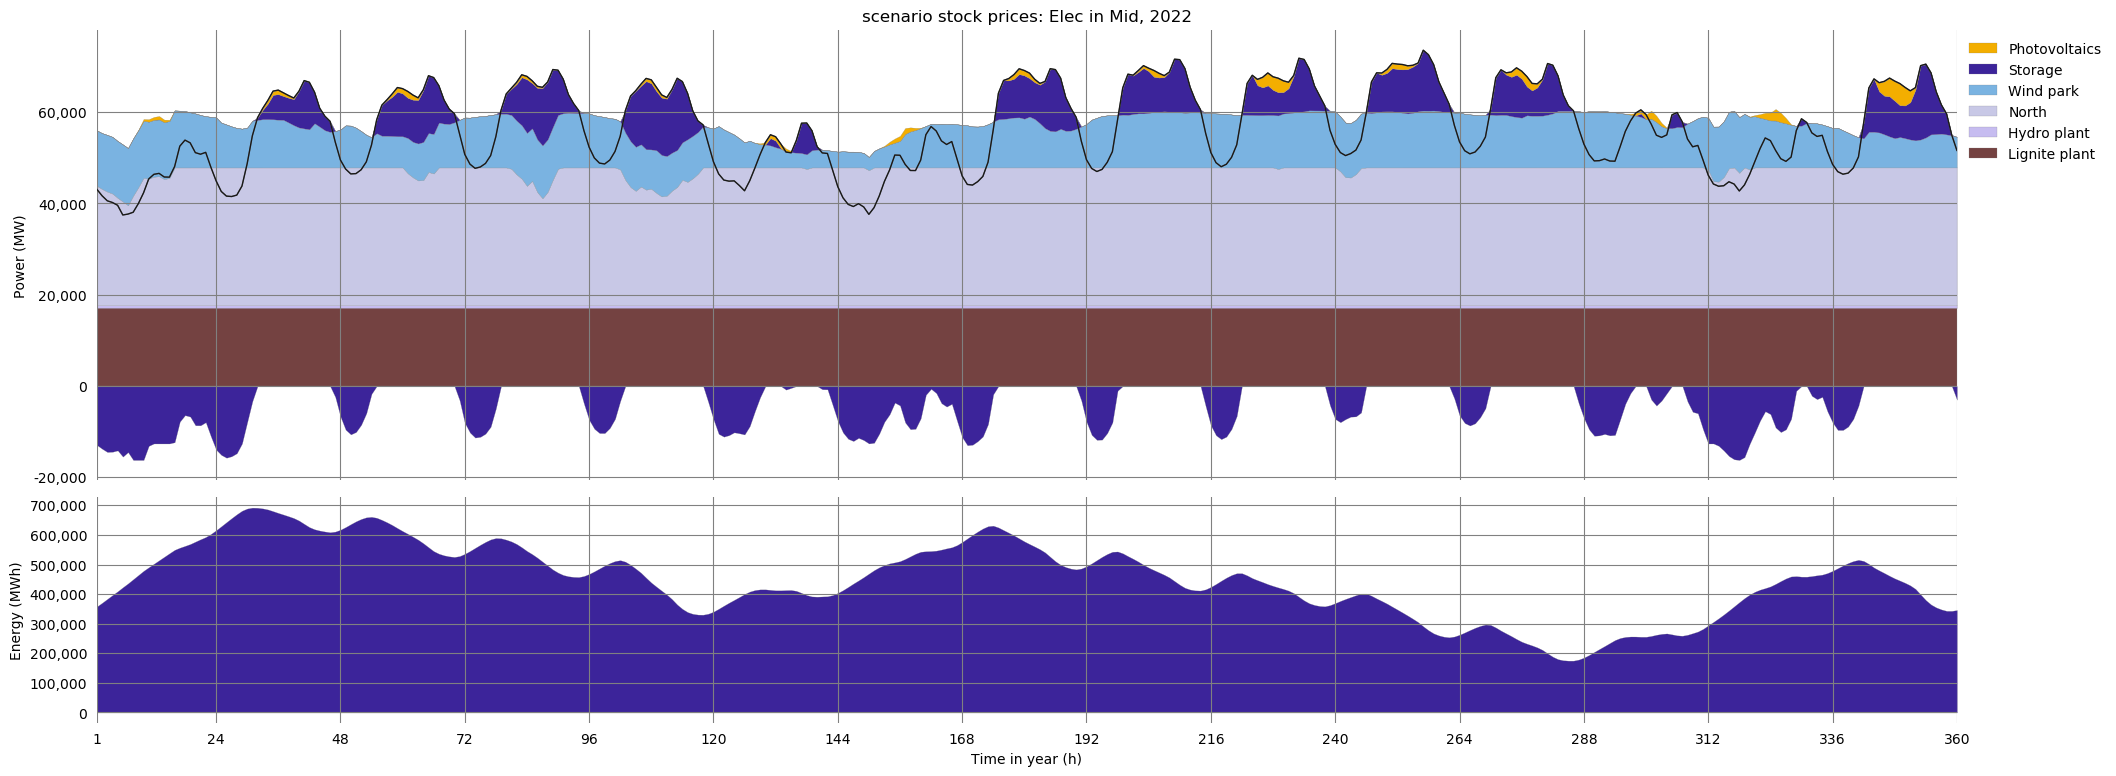 scenario stock prices: Elec in Mid, 2022
Photovoltaics
Storage
Wind park
North
Hydro plant
Lignite plant
Power (MW)
60,000
40,000
20,000
0
-20,000
Energy (MWh)
700,000
600,000
500,000
400,000
300,000
200,000
100,000
0
1 24 48 72 96 120 144 168 192 216 240 264 288 312 336 360
Time in year (h)